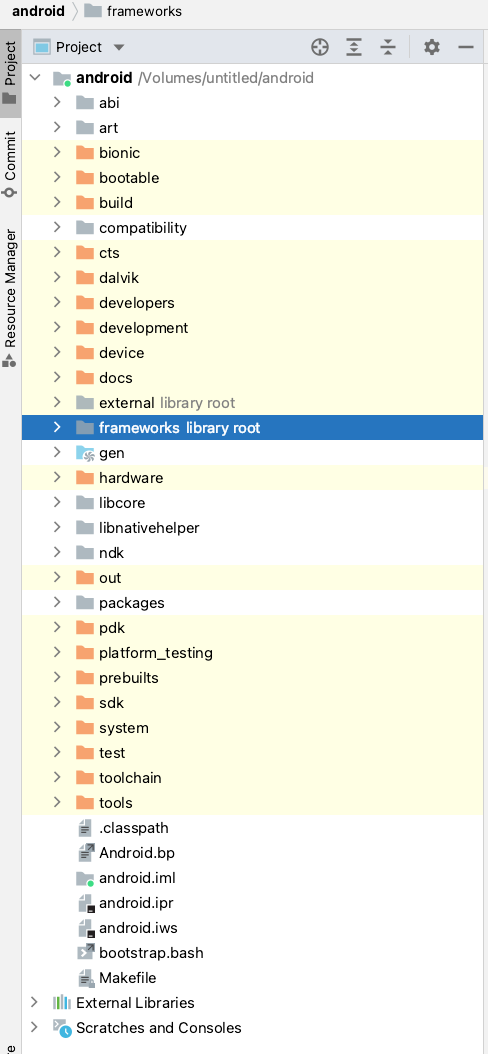 android frameworks
Project
Project
Commit
Resource Manager
android /Volumes/untitled/android
abi
art
bionic
bootable
build
compatibility
cts
dalvik
developers
development
device
docs
external library root
frameworks library root
gen
hardware
libcore
libnativehelper
ndk
out
packages
pdk
platform_testing
prebuilts
sdk
system
test
toolchain
tools
.classpath
Android.bp
android.iml
android.ipr
android.iws
bootstrap.bash
Makefile
External Libraries
Scratches and Consoles